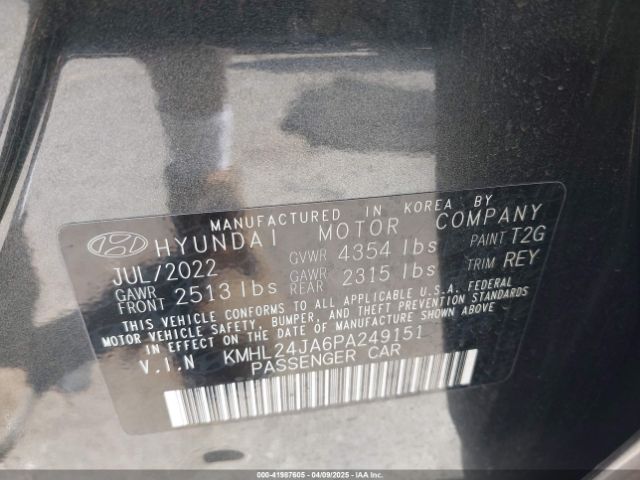 MANUFACTURED IN KOREA BY
HYUNDAI MOTOR COMPANY
JUL/2022 GVWR 4354 lbs PAINT T2G
GAWR FRONT 2513 lbs GAWR REAR 2315 lbs TRIM REY
THIS VEHICLE CONFORMS TO ALL APPLICABLE U.S.A. FEDERAL
MOTOR VEHICLE SAFETY, BUMPER, AND THEFT PREVENTION STANDARDS
IN EFFECT ON THE DATE OF MANUFACTURE SHOWN ABOVE
V.I.N KMHL24JA6PA249151
PASSENGER CAR
000-41987605 - 04/09/2025 - IAAI.COM